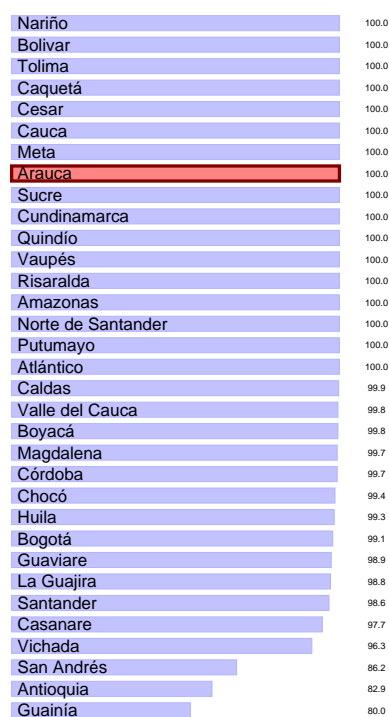 Nariño 100.0
Bolivar 100.0
Tolima 100.0
Caquetá 100.0
Cesar 100.0
Cauca 100.0
Meta 100.0
Arauca 100.0
Sucre 100.0
Cundinamarca 100.0
Quindío 100.0
Vaupés 100.0
Risaralda 100.0
Amazonas 100.0
Norte de Santander 100.0
Putumayo 100.0
Atlántico 100.0
Caldas 99.9
Valle del Cauca 99.8
Boyacá 99.8
Magdalena 99.7
Córdoba 99.7
Chocó 99.4
Huila 99.3
Bogotá 99.1
Guaviare 98.9
La Guajira 98.8
Santander 98.6
Casanare 97.7
Vichada 96.3
San Andrés 86.2
Antioquia 82.9
Guainía 80.0